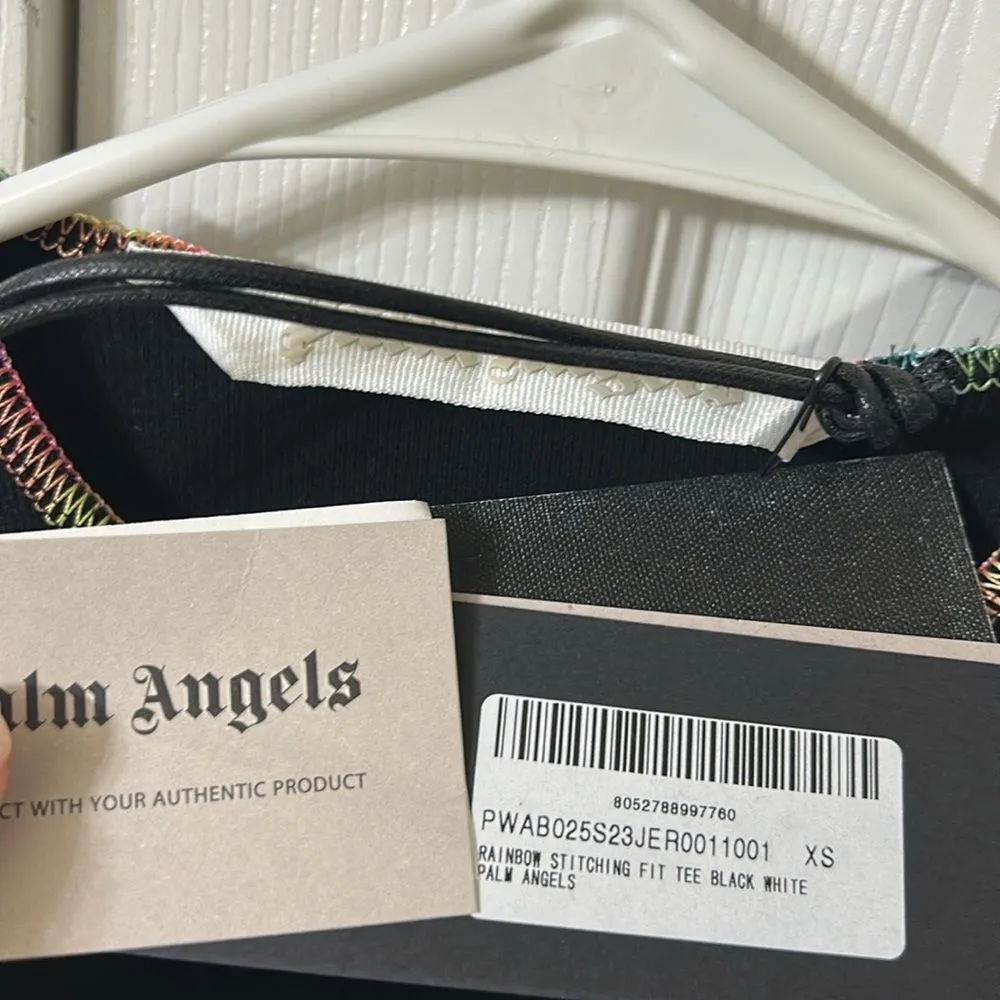 alm Angels
CT WITH YOUR AUTHENTIC PRODUCT
8052788997760
PWAB025S23JER0011001 XS
RAINBOW STITCHING FIT TEE BLACK WHITE
PALM ANGELS